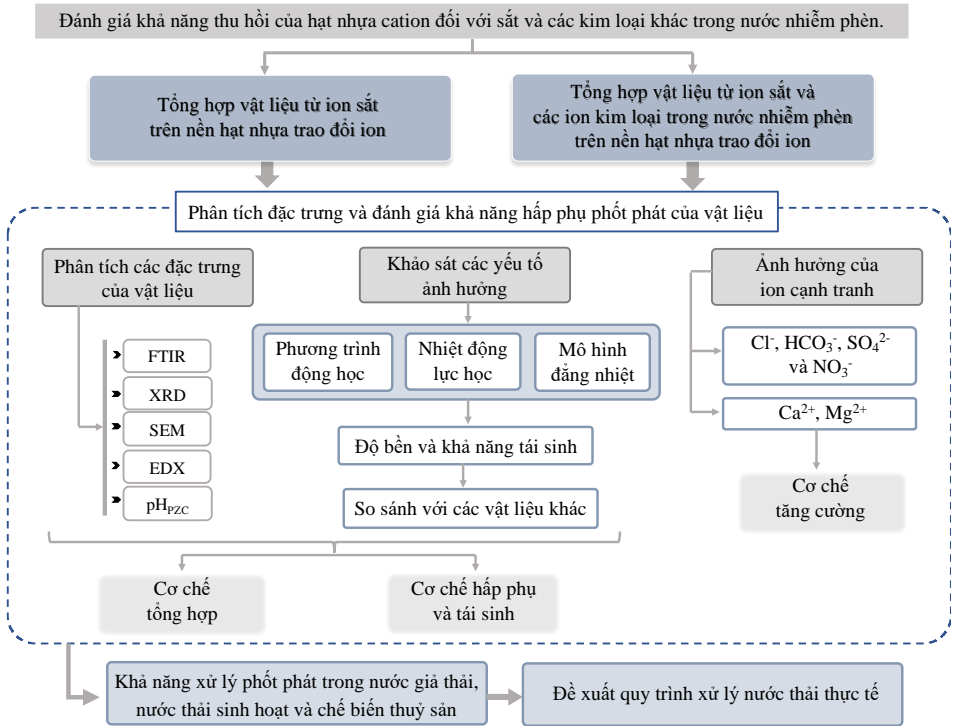 Đánh giá khả năng thu hồi của hạt nhựa cation đối với sắt và các kim loại khác trong nước nhiễm phèn.
Tổng hợp vật liệu từ ion sắt
trên nền hạt nhựa trao đổi ion
Tổng hợp vật liệu từ ion sắt và
các ion kim loại trong nước nhiễm phèn
trên nền hạt nhựa trao đổi ion
Phân tích đặc trưng và đánh giá khả năng hấp phụ phốt phát của vật liệu
Phân tích các đặc trưng
của vật liệu
FTIR
XRD
SEM
EDX
pH_PZC
Khảo sát các yếu tố
ảnh hưởng
Phương trình
động học
Nhiệt động
lực học
Mô hình
đẳng nhiệt
Độ bền và khả năng tái sinh
So sánh với các vật liệu khác
Ảnh hưởng của
ion cạnh tranh
Cl⁻, HCO₃⁻, SO₄²⁻
và NO₃⁻
Ca²⁺, Mg²⁺
Cơ chế
tăng cường
Cơ chế
tổng hợp
Cơ chế hấp phụ
và tái sinh
Khả năng xử lý phốt phát trong nước giả thải,
nước thải sinh hoạt và chế biến thuỷ sản
Đề xuất quy trình xử lý nước thải thực tế